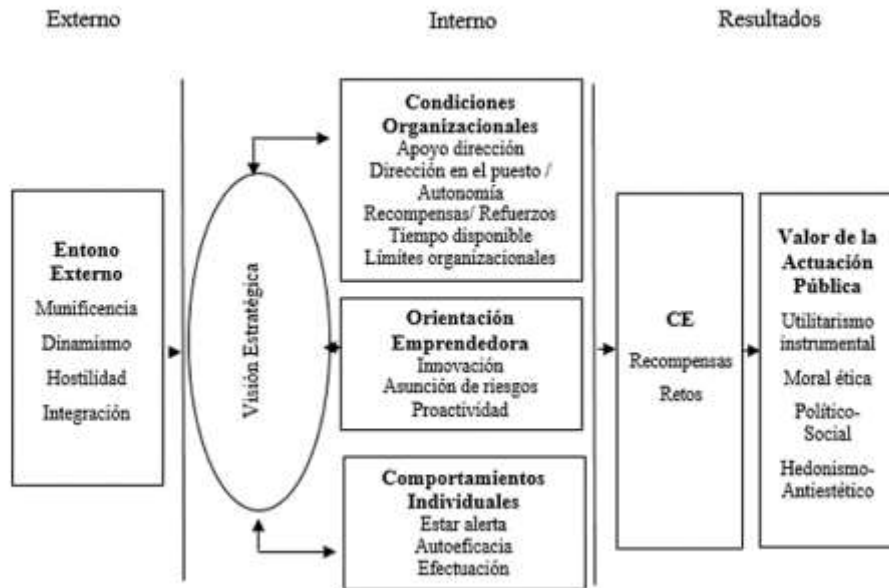 Externo
Interno
Resultados
Entono
Externo
Munificencia
Dinamismo
Hostilidad
Integración
Visión Estratégica
Condiciones
Organizacionales
Apoyo dirección
Dirección en el puesto /
Autonomía
Recompensas/ Refuerzos
Tiempo disponible
Límites organizacionales
Orientación
Emprendedora
Innovación
Asunción de riesgos
Proactividad
Comportamientos
Individuales
Estar alerta
Autoeficacia
Efectuación
CE
Recompensas
Retos
Valor de la
Actuación
Pública
Utilitarismo
instrumental
Moral ética
Político-
Social
Hedonismo-
Antiestético